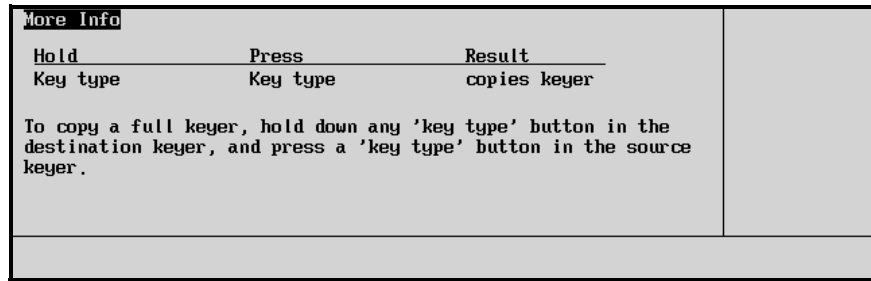 More Info
Hold Press Result
Key type Key type copies keyer
To copy a full keyer, hold down any 'key type' button in the
destination keyer, and press a 'key type' button in the source
keyer.